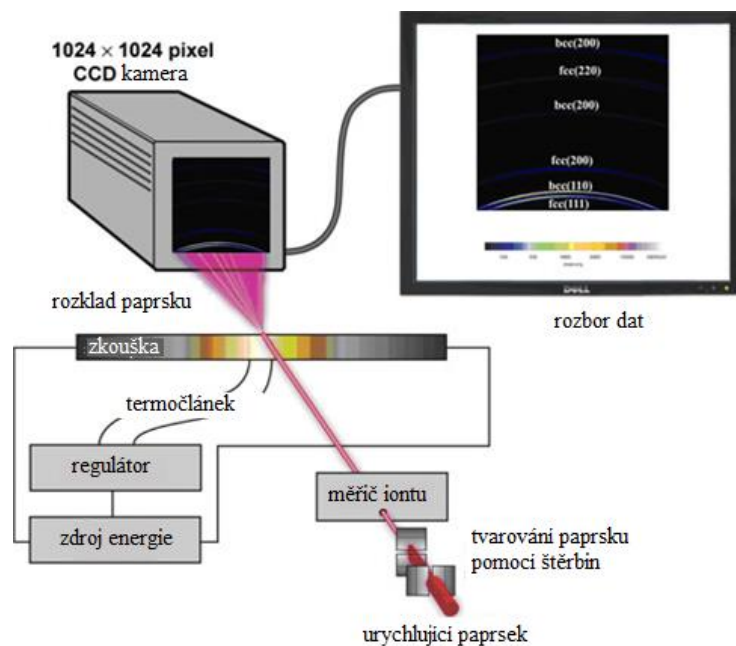 1024 × 1024 pixel
CCD kamera
bcc(200)
fcc(220)
bcc(200)
fcc(200)
bcc(110)
fcc(111)
DELL
rozklad paprsku
rozbor dat
zkouška
termočlánek
regulátor
měřič iontu
zdroj energie
tvarování paprsku
pomocí štěrbin
urychlující paprsek